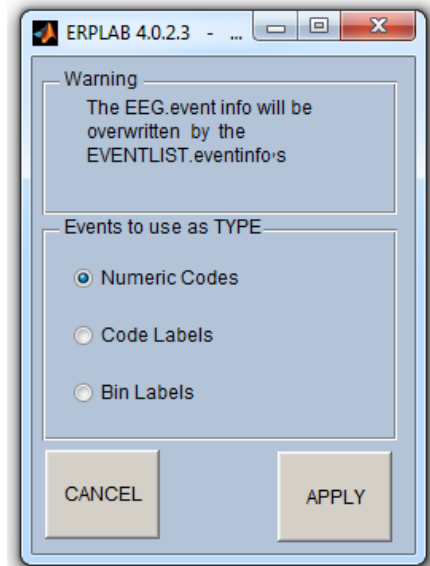 ERPLAB 4.0.2.3 - ...
Warning
The EEG.event info will be
overwritten by the
EVENTLIST.eventinfo's
Events to use as TYPE
Numeric Codes
Code Labels
Bin Labels
CANCEL
APPLY